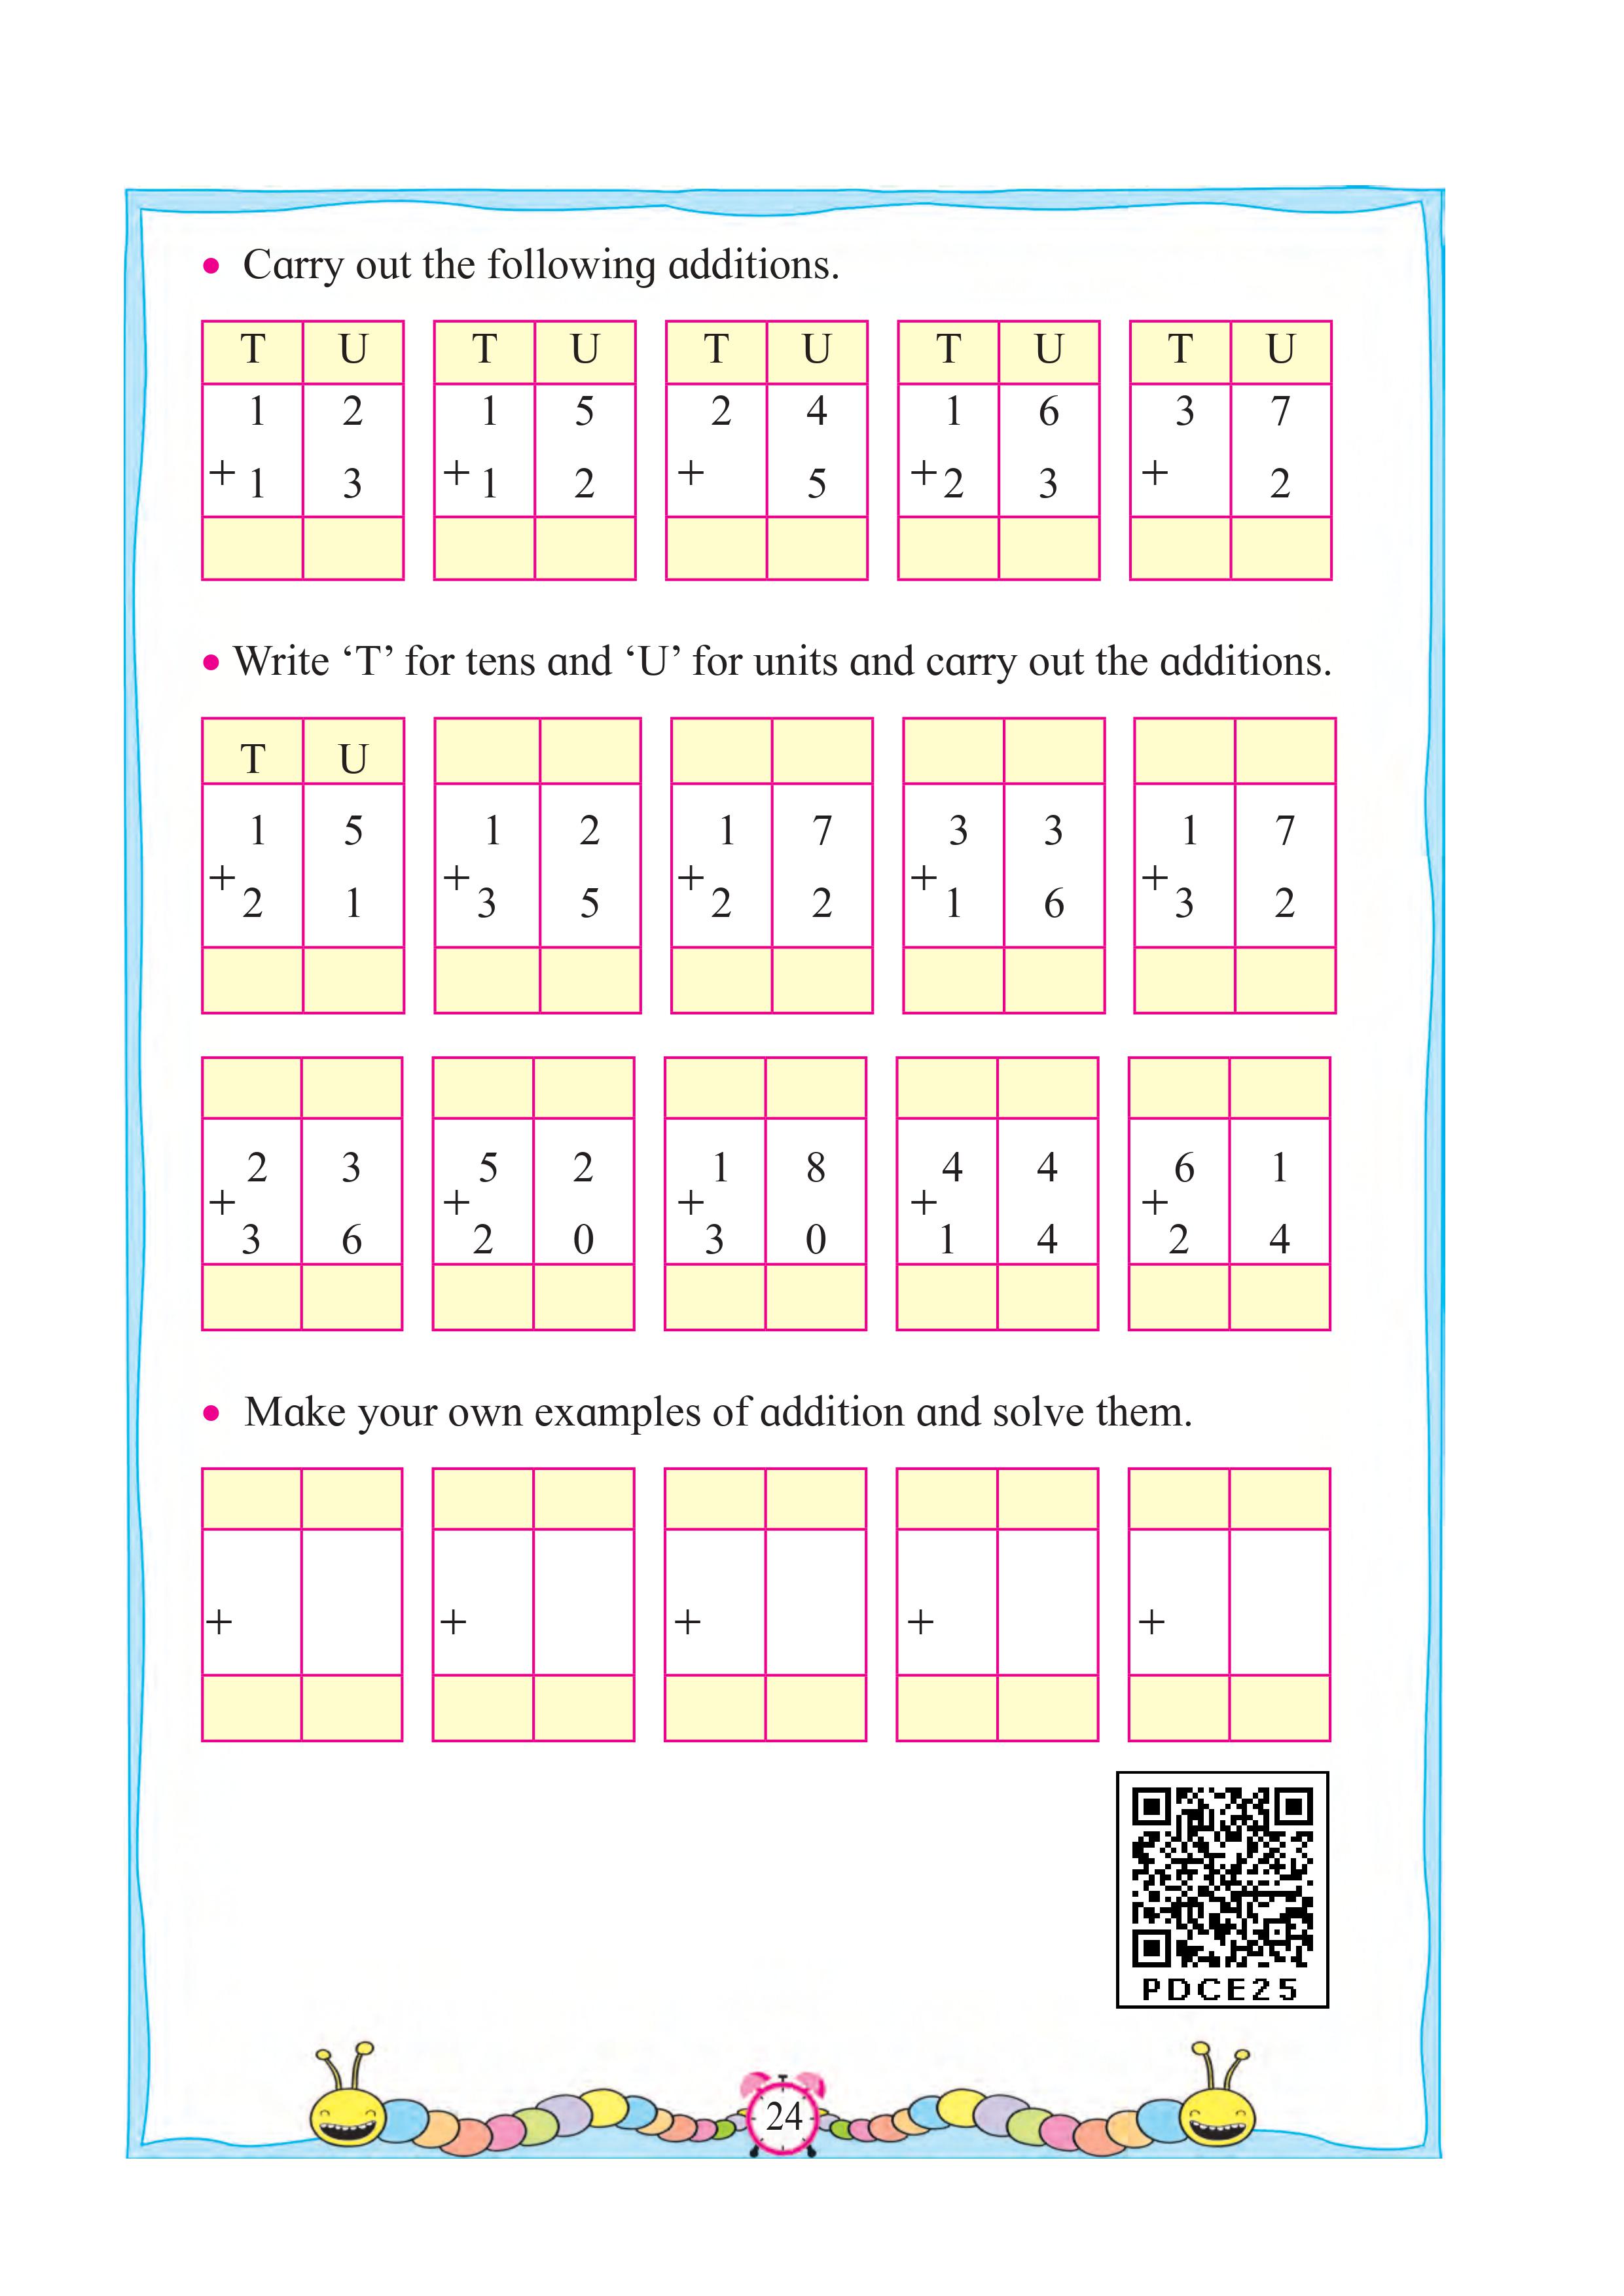 • Carry out the following additions.
T U T U T U T U T U
1 2 1 5 2 4 1 6 3 7
+ 1 3 + 1 2 + 5 + 2 3 + 2
• Write ‘T’ for tens and ‘U’ for units and carry out the additions.
T U
1 5 1 2 1 7 3 3 1 7
+ + + + +
2 1 3 5 2 2 1 6 3 2
2 3 5 2 1 8 4 4 6 1
+ + + + +
3 6 2 0 3 0 1 4 2 4
• Make your own examples of addition and solve them.
+ + + + +
PDCE25
24